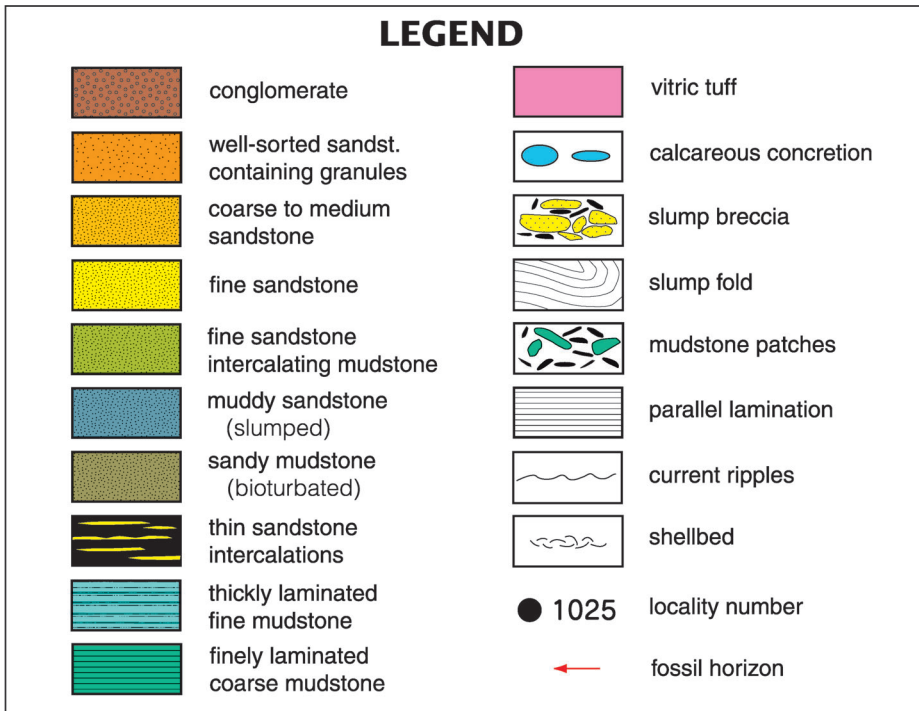 LEGEND
conglomerate
well-sorted sandst.
containing granules
coarse to medium
sandstone
fine sandstone
fine sandstone
intercalating mudstone
muddy sandstone
(slumped)
sandy mudstone
(bioturbated)
thin sandstone
intercalations
thickly laminated
fine mudstone
finely laminated
coarse mudstone
vitric tuff
calcareous concretion
slump breccia
slump fold
mudstone patches
parallel lamination
current ripples
shellbed
1025 locality number
fossil horizon